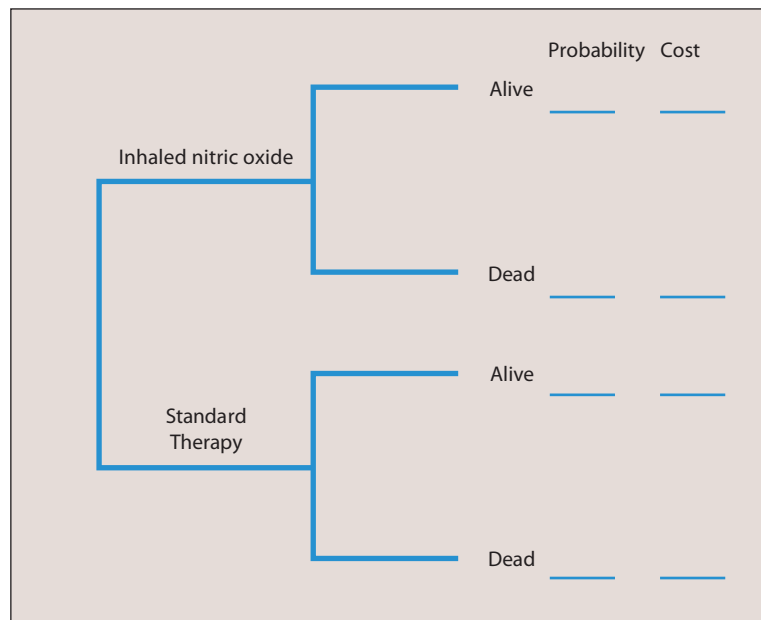 Probability Cost
Alive
Inhaled nitric oxide
Dead
Alive
Standard
Therapy
Dead